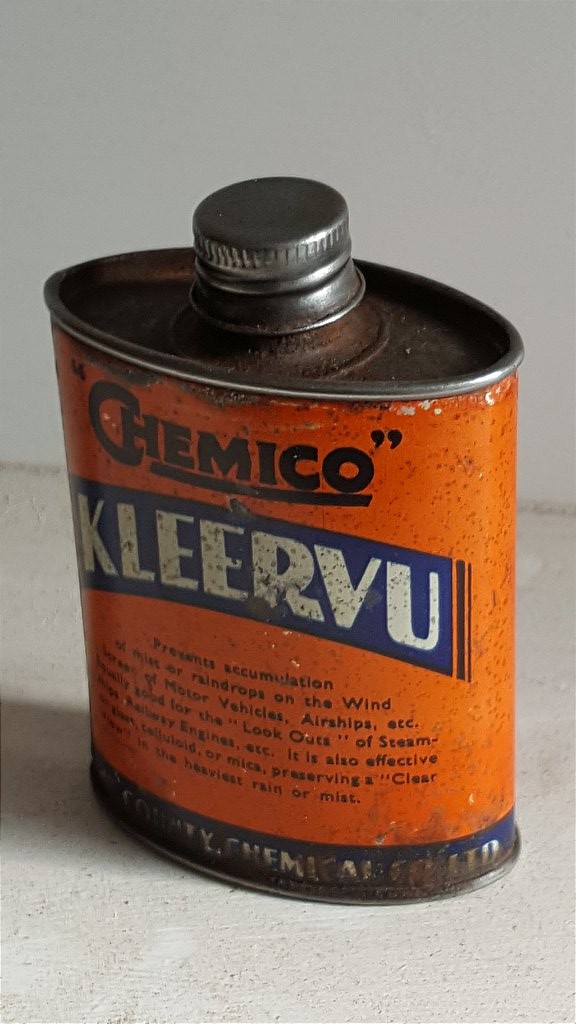 "CHEMICO"
KLEERVU
Prevents accumulation
of mist or raindrops on the Wind
Screen of Motor Vehicles, Airships, etc.
Equally good for the "Look Outs" of Steam-
ships, Railway Engines, etc. It is also effective
on glass, celluloid, or mica, preserving a "Clear
View" in the heaviest rain or mist.
COUNTY CHEMICAL CO LTD